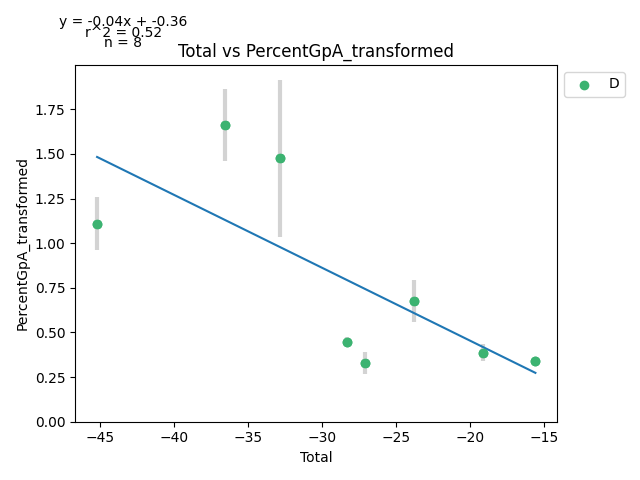 y = -0.04x + -0.36
r^2 = 0.52
n = 8
Total vs PercentGpA_transformed
D
PercentGpA_transformed
1.75
1.50
1.25
1.00
0.75
0.50
0.25
0.00
−45 −40 −35 −30 −25 −20 −15
Total